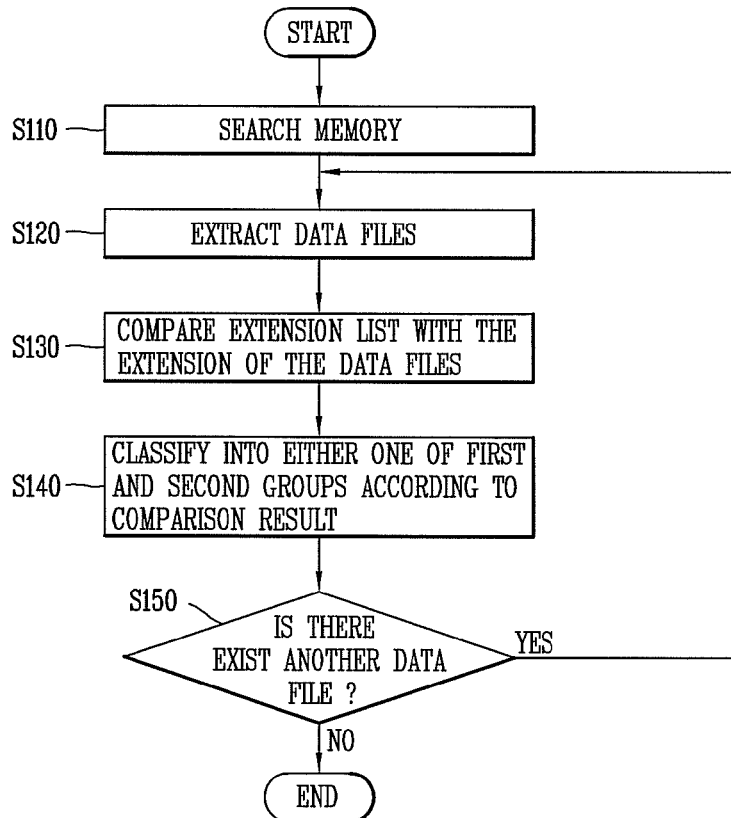 START
S110
SEARCH MEMORY
S120
EXTRACT DATA FILES
S130
COMPARE EXTENSION LIST WITH THE
EXTENSION OF THE DATA FILES
S140
CLASSIFY INTO EITHER ONE OF FIRST
AND SECOND GROUPS ACCORDING TO
COMPARISON RESULT
S150
IS THERE
EXIST ANOTHER DATA
FILE ?
YES
NO
END